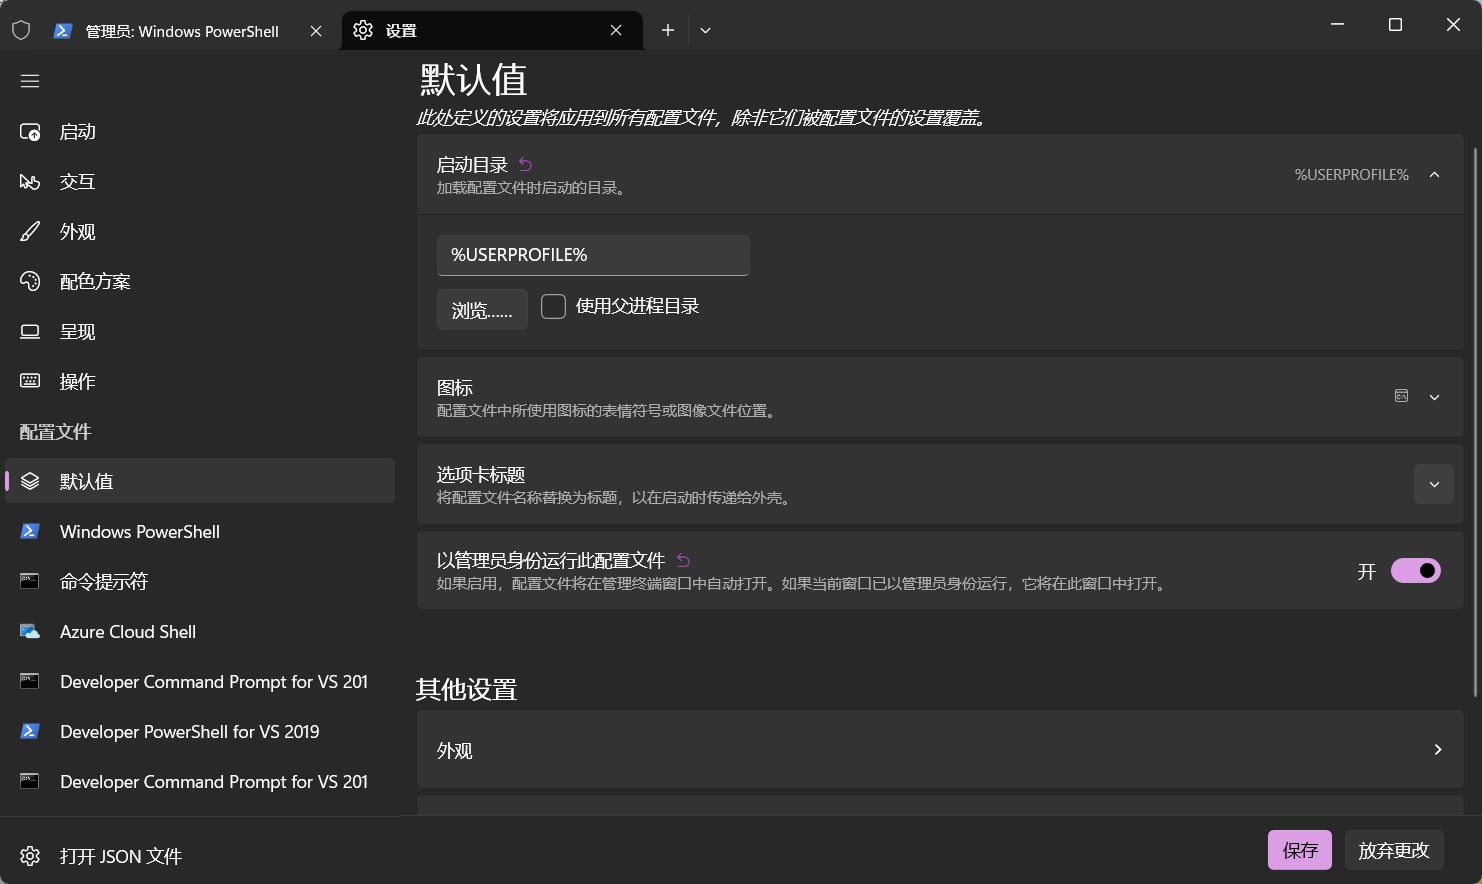 管理员: Windows PowerShell
设置
启动
交互
外观
配色方案
呈现
操作
配置文件
默认值
Windows PowerShell
命令提示符
Azure Cloud Shell
Developer Command Prompt for VS 201
Developer PowerShell for VS 2019
Developer Command Prompt for VS 201
打开 JSON 文件
默认值
此处定义的设置将应用到所有配置文件，除非它们被配置文件的设置覆盖。
启动目录
加载配置文件时启动的目录。
%USERPROFILE%
%USERPROFILE%
浏览……
使用父进程目录
图标
配置文件中所使用图标的表情符号或图像文件位置。
选项卡标题
将配置文件名称替换为标题，以在启动时传递给外壳。
以管理员身份运行此配置文件
如果启用，配置文件将在管理终端窗口中自动打开。如果当前窗口已以管理员身份运行，它将在此窗口中打开。
开
其他设置
外观
保存
放弃更改